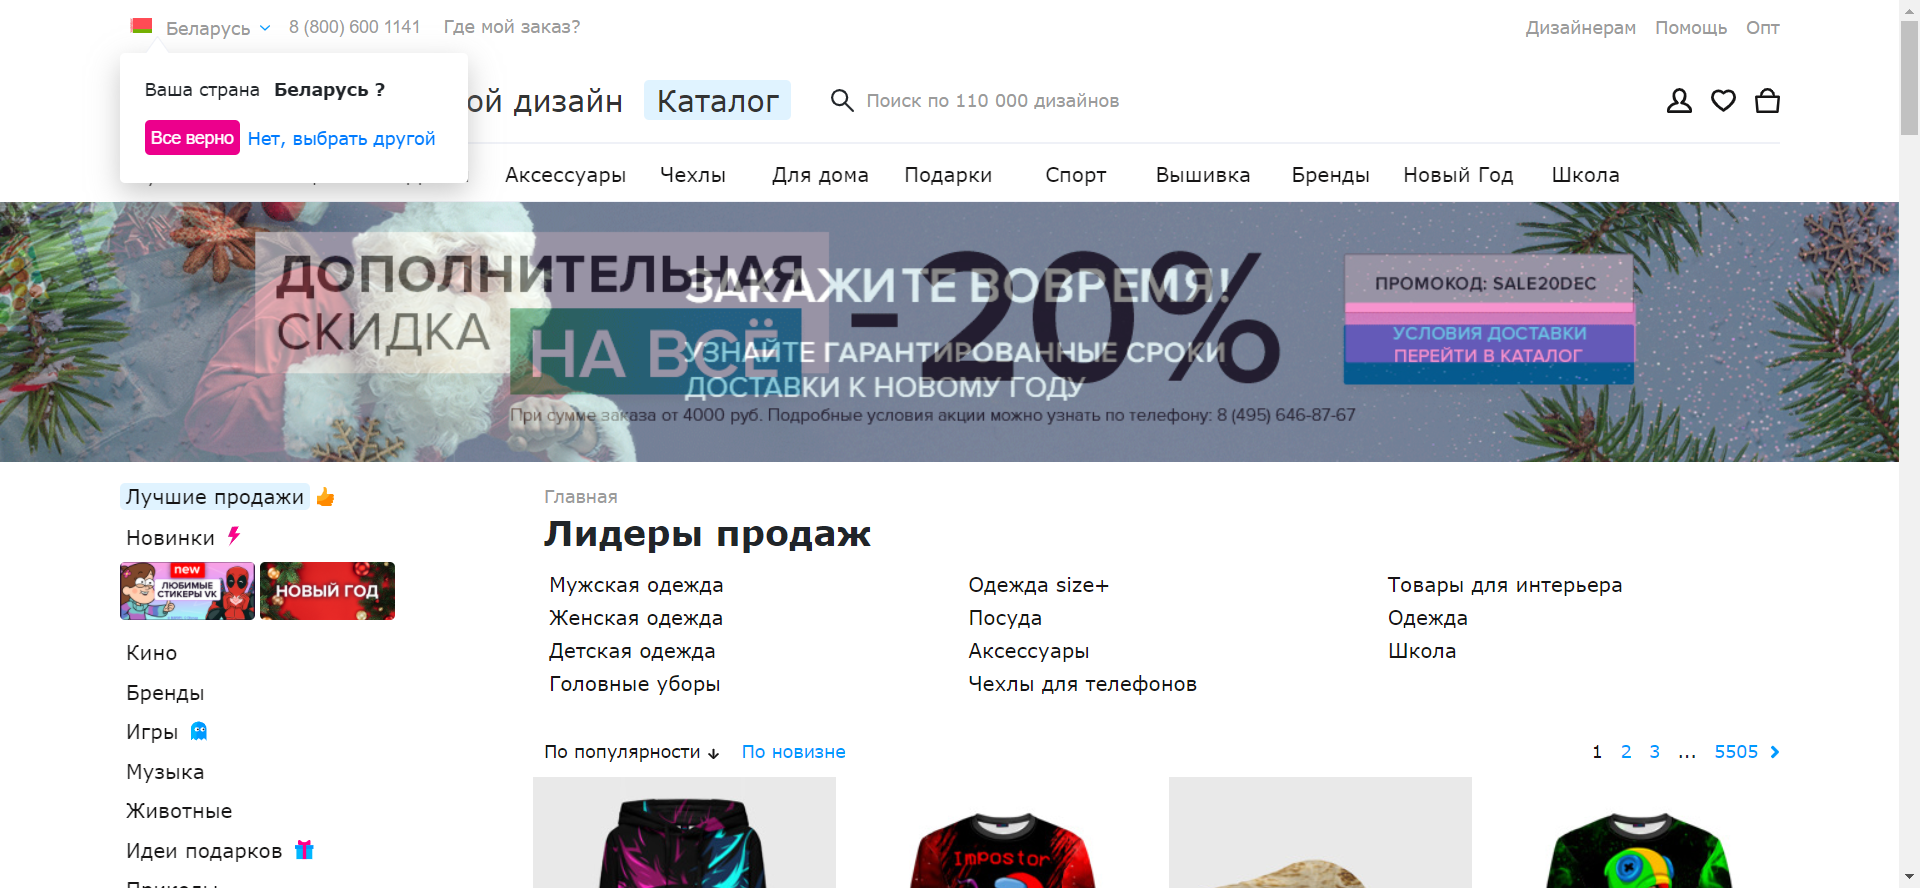 Беларусь 8 (800) 600 1141 Где мой заказ? Дизайнерам Помощь Опт
Ваша страна Беларусь ?
Все верно Нет, выбрать другой
ой дизайн Каталог Поиск по 110 000 дизайнов
Аксессуары Чехлы Для дома Подарки Спорт Вышивка Бренды Новый Год Школа
ДОПОЛНИТЕЛЬНАЯ
СКИДКА
НА ВСЁ
-20%
ЗАКАЖИТЕ ВОВРЕМЯ!
УЗНАЙТЕ ГАРАНТИРОВАННЫЕ СРОКИ
ДОСТАВКИ К НОВОМУ ГОДУ
При сумме заказа от 4000 руб. Подробные условия акции можно узнать по телефону: 8 (495) 646-87-67
ПРОМОКОД: SALE20DEC
УСЛОВИЯ ДОСТАВКИ
ПЕРЕЙТИ В КАТАЛОГ
Лучшие продажи
Новинки
new
ЛЮБИМЫЕ
СТИКЕРЫ VK
НОВЫЙ ГОД
Кино
Бренды
Игры
Музыка
Животные
Идеи подарков
Приколы
Главная
Лидеры продаж
Мужская одежда
Женская одежда
Детская одежда
Головные уборы
Одежда size+
Посуда
Аксессуары
Чехлы для телефонов
Товары для интерьера
Одежда
Школа
По популярности По новизне 1 2 3 ... 5505
Impostor